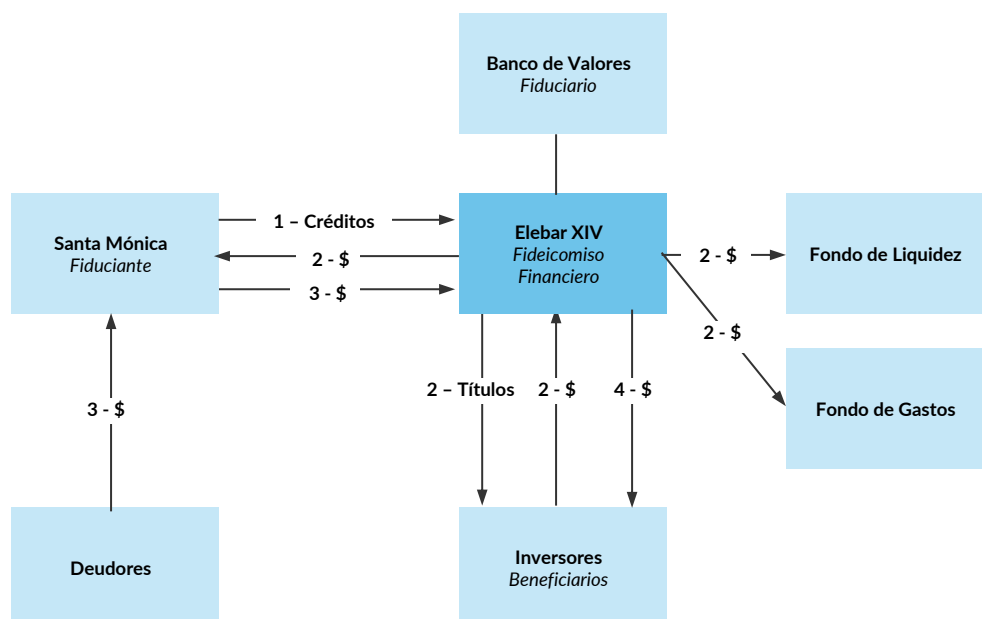 Banco de Valores
Fiduciario
Santa Mónica
Fiduciante
1 – Créditos
2 - $
3 - $
Elebar XIV
Fideicomiso
Financiero
2 - $
Fondo de Liquidez
2 - $
Fondo de Gastos
3 - $
2 – Títulos
2 - $
4 - $
Deudores
Inversores
Beneficiarios